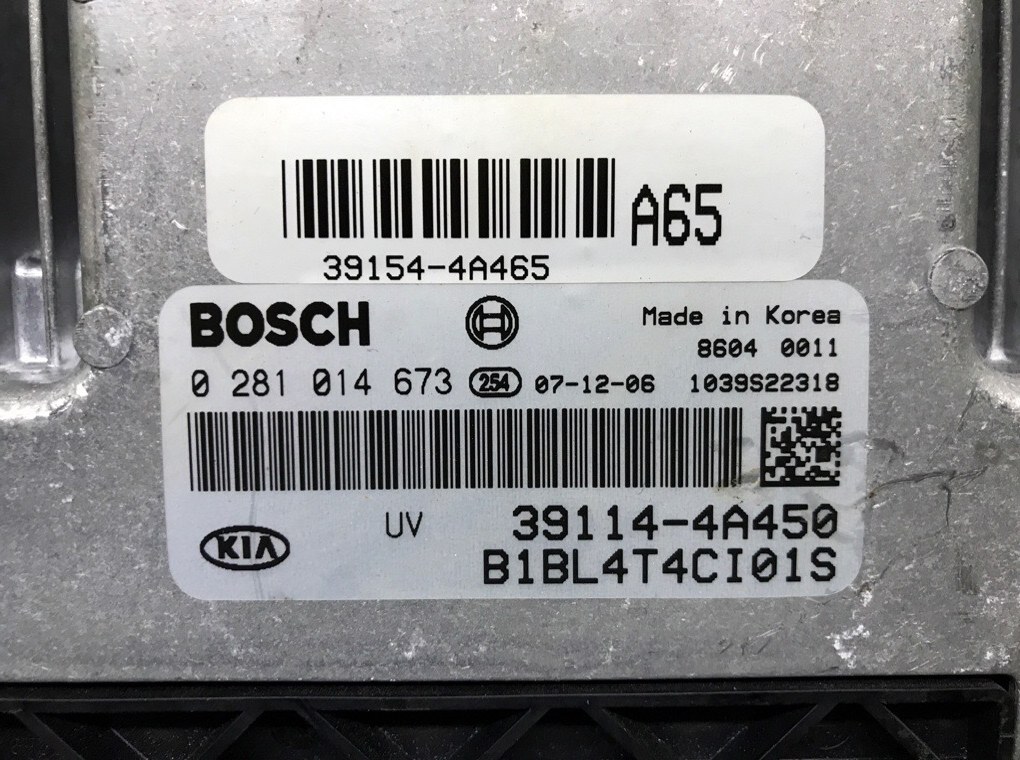 A65
39154-4A465
BOSCH
Made in Korea
8604 0011
0 281 014 673 254 07-12-06 1039S22318
UV
39114-4A450
KIA
B1BL4T4CI01S